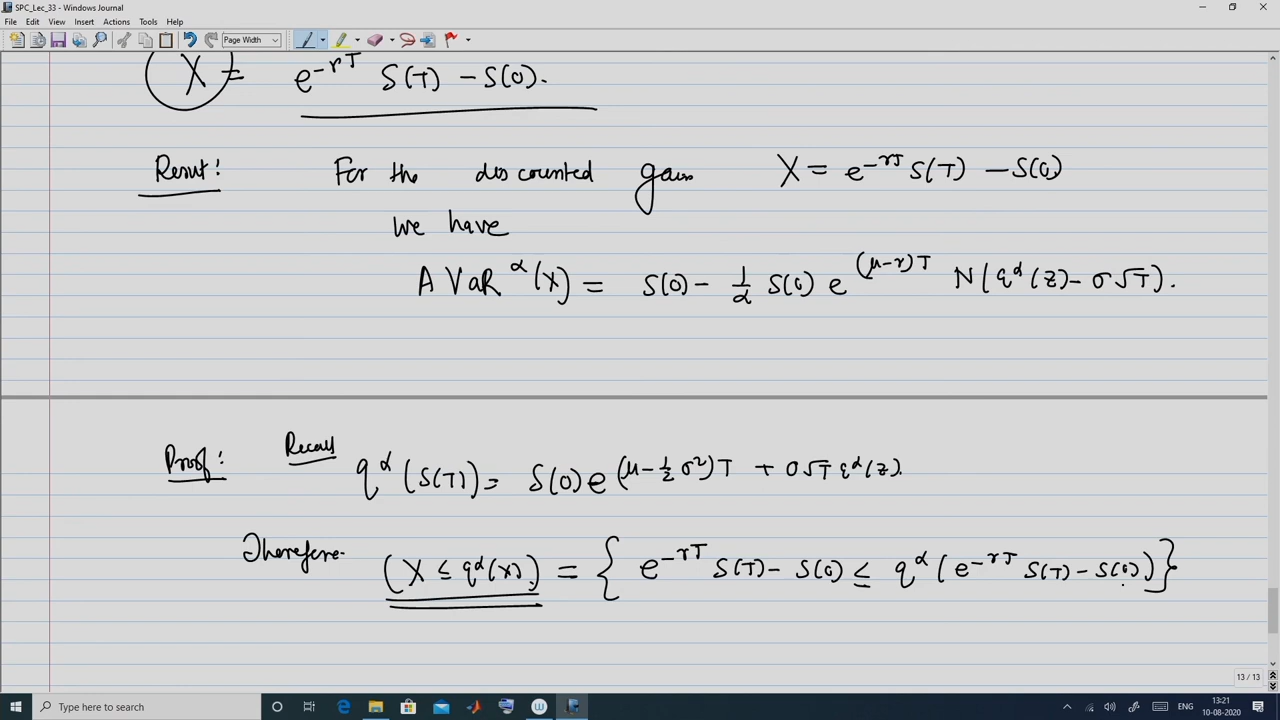 SPC_Lec_33 - Windows Journal
File Edit View Insert Actions Tools Help
Page Width
X = e^{-rT} S(T) - S(0).
Result: For the discounted gain X = e^{-rT} S(T) - S(0)
We have
AVaR^α(X) = S(0) - 1/α S(0) e^{(μ-r)T} N(q^α(Z) - σ√T).
Proof: Recall q^α(S(T)) = S(0) e^{(μ-1/2 σ^2)T + σ√T q^α(Z)}.
Therefore. (X ≤ q^α(X)) = { e^{-rT} S(T) - S(0) ≤ q^α(e^{-rT} S(T) - S(0)) }
13 / 13
Type here to search
ENG
13:21
10-08-2020